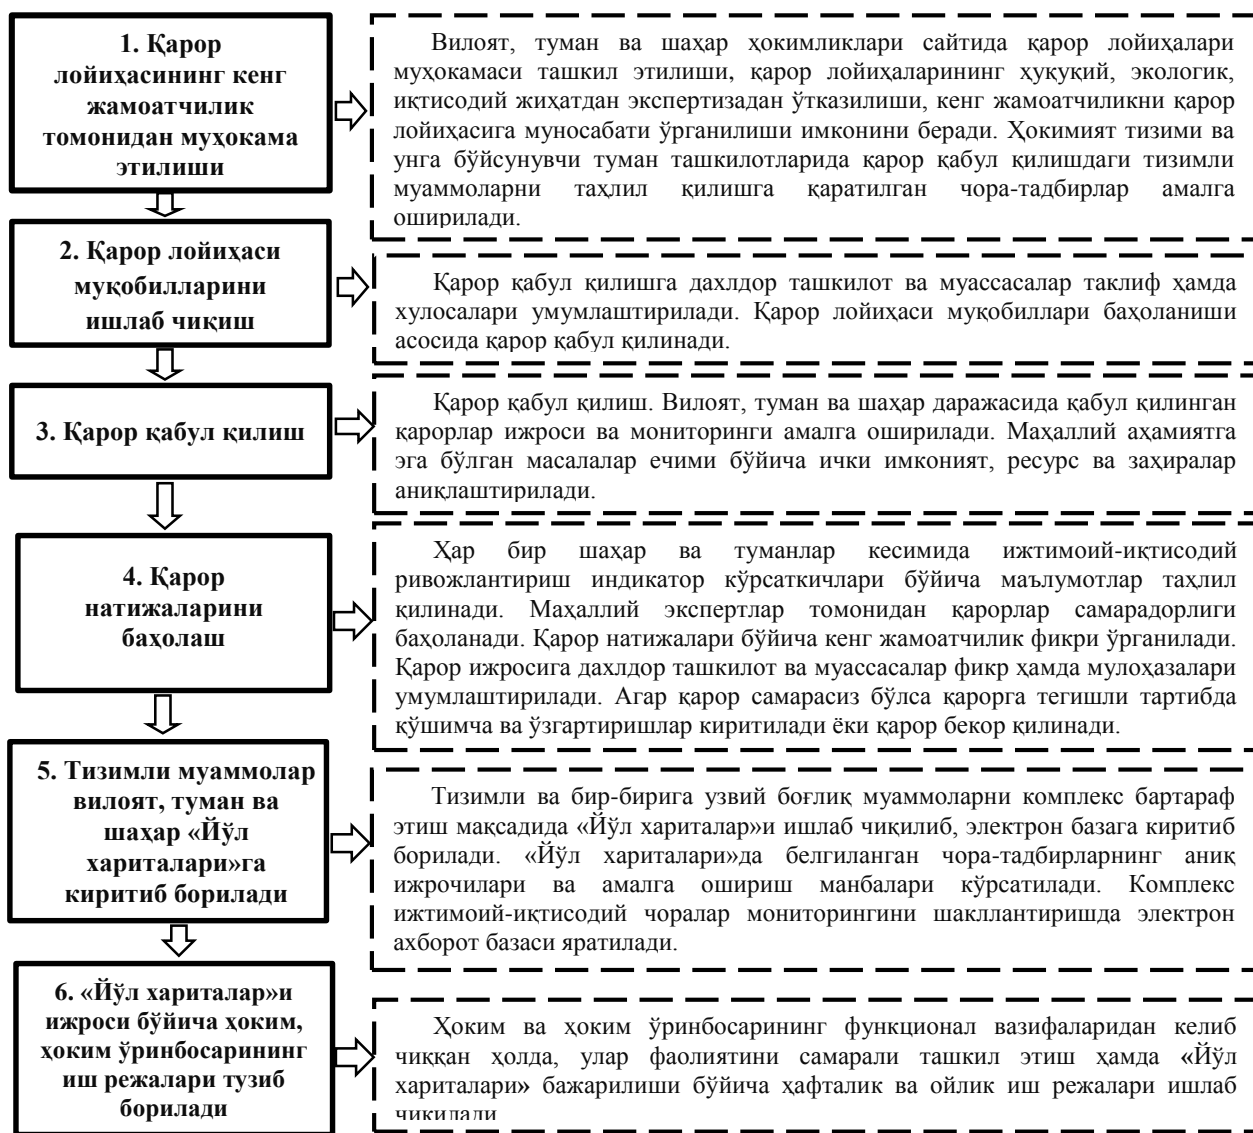 1. Қарор
лойиҳасининг кенг
жамоатчилик
томонидан муҳокама
этилиши
Вилоят, туман ва шаҳар ҳокимликлари сайтида қарор лойиҳалари
муҳокамаси ташкил этилиши, қарор лойиҳаларининг ҳуқуқий, экологик,
иқтисодий жиҳатдан экспертизадан ўтказилиши, кенг жамоатчиликни қарор
лойиҳасига муносабати ўрганилиши имконини беради. Ҳокимият тизими ва
унга бўйсунувчи туман ташкилотларида қарор қабул қилишдаги тизимли
муаммоларни таҳлил қилишга қаратилган чора-тадбирлар амалга
оширилади.
2. Қарор лойиҳаси
муқобилларини
ишлаб чиқиш
Қарор қабул қилишга дахлдор ташкилот ва муассасалар таклиф ҳамда
хулосалари умумлаштирилади. Қарор лойиҳаси муқобиллари баҳоланиши
асосида қарор қабул қилинади.
3. Қарор қабул қилиш
Қарор қабул қилиш. Вилоят, туман ва шаҳар даражасида қабул қилинган
қарорлар ижроси ва мониторинги амалга оширилади. Маҳаллий аҳамиятга
эга бўлган масалалар ечими бўйича ички имконият, ресурс ва заҳиралар
аниқлаштирилади.
4. Қарор
натижаларини
баҳолаш
Ҳар бир шаҳар ва туманлар кесимида ижтимоий-иқтисодий
ривожлантириш индикатор кўрсаткичлари бўйича маълумотлар таҳлил
қилинади. Маҳаллий экспертлар томонидан қарорлар самарадорлиги
баҳоланади. Қарор натижалари бўйича кенг жамоатчилик фикри ўрганилади.
Қарор ижросига дахлдор ташкилот ва муассасалар фикр ҳамда мулоҳазалари
умумлаштирилади. Агар қарор самарасиз бўлса қарорга тегишли тартибда
қўшимча ва ўзгартиришлар киритилади ёки қарор бекор қилинади.
5. Тизимли муаммолар
вилоят, туман ва
шаҳар «Йўл
хариталари»га
киритиб борилади
Тизимли ва бир-бирига узвий боғлиқ муаммоларни комплекс бартараф
этиш мақсадида «Йўл хариталар»и ишлаб чиқилиб, электрон базага киритиб
борилади. «Йўл хариталари»да белгиланган чора-тадбирларнинг аниқ
ижрочилари ва амалга ошириш манбалари кўрсатилади. Комплекс
ижтимоий-иқтисодий чоралар мониторингини шакллантиришда электрон
ахборот базаси яратилади.
6. «Йўл хариталар»и
ижроси бўйича ҳоким,
ҳоким ўринбосарининг
иш режалари тузиб
борилади
Ҳоким ва ҳоким ўринбосарининг функционал вазифаларидан келиб
чиққан ҳолда, улар фаолиятини самарали ташкил этиш ҳамда «Йўл
хариталари» бажарилиши бўйича ҳафталик ва ойлик иш режалари ишлаб
чиқилади